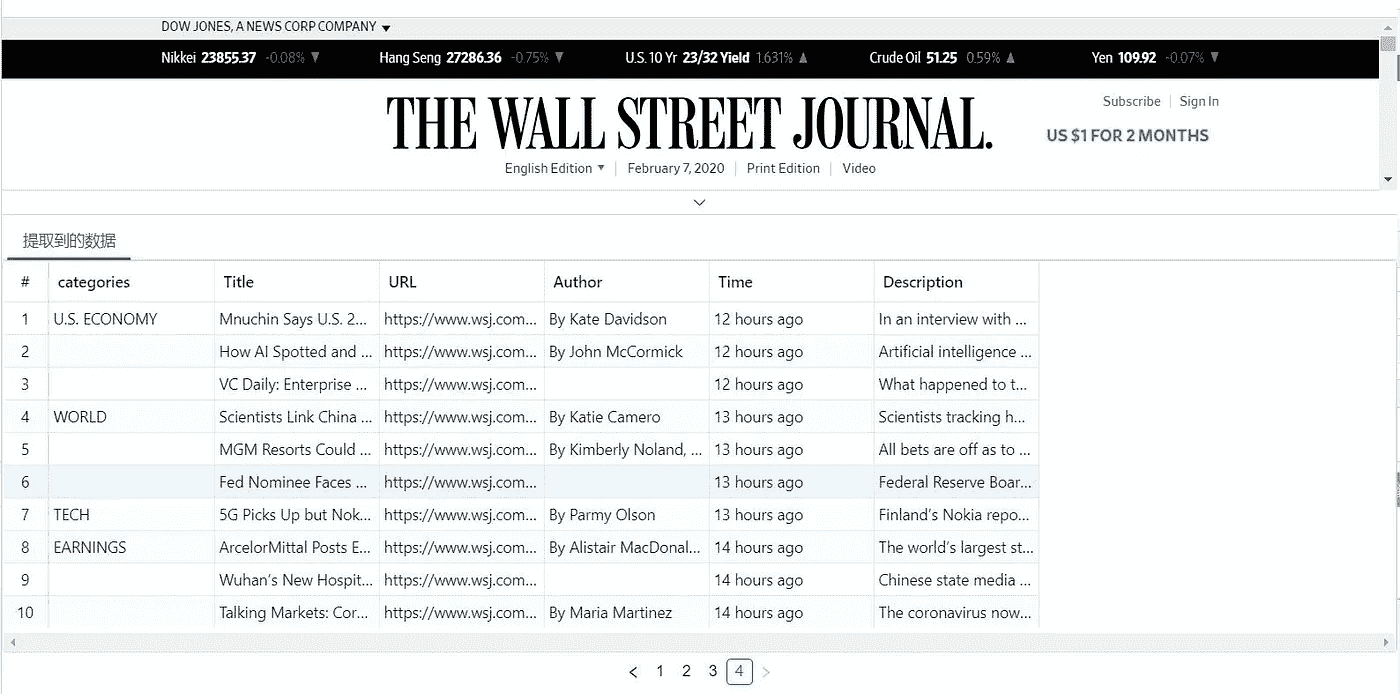 DOW JONES, A NEWS CORP COMPANY ▼
Nikkei 23855.37 -0.08% ▼ Hang Seng 27286.36 -0.75% ▼ U.S. 10 Yr 23/32 Yield 1.631% ▲ Crude Oil 51.25 0.59% ▲ Yen 109.92 -0.07% ▼
Subscribe | Sign In
THE WALL STREET JOURNAL.
US $1 FOR 2 MONTHS
English Edition ▼ | February 7, 2020 | Print Edition | Video
提取到的数据
# categories Title URL Author Time Description
1 U.S. ECONOMY Mnuchin Says U.S. 2... https://www.wsj.com... By Kate Davidson 12 hours ago In an interview with ...
2 How AI Spotted and ... https://www.wsj.com... By John McCormick 12 hours ago Artificial intelligence ...
3 VC Daily: Enterprise ... https://www.wsj.com... 12 hours ago What happened to t...
4 WORLD Scientists Link China ... https://www.wsj.com... By Katie Camero 13 hours ago Scientists tracking h...
5 MGM Resorts Could ... https://www.wsj.com... By Kimberly Noland, ... 13 hours ago All bets are off as to ...
6 Fed Nominee Faces ... https://www.wsj.com... 13 hours ago Federal Reserve Boar...
7 TECH 5G Picks Up but Nok... https://www.wsj.com... By Parmy Olson 13 hours ago Finland's Nokia repo...
8 EARNINGS ArcelorMittal Posts E... https://www.wsj.com... By Alistair MacDonal... 14 hours ago The world's largest st...
9 Wuhan's New Hospit... https://www.wsj.com... 14 hours ago Chinese state media ...
10 Talking Markets: Cor... https://www.wsj.com... By Maria Martinez 14 hours ago The coronavirus now...
< 1 2 3 4 >